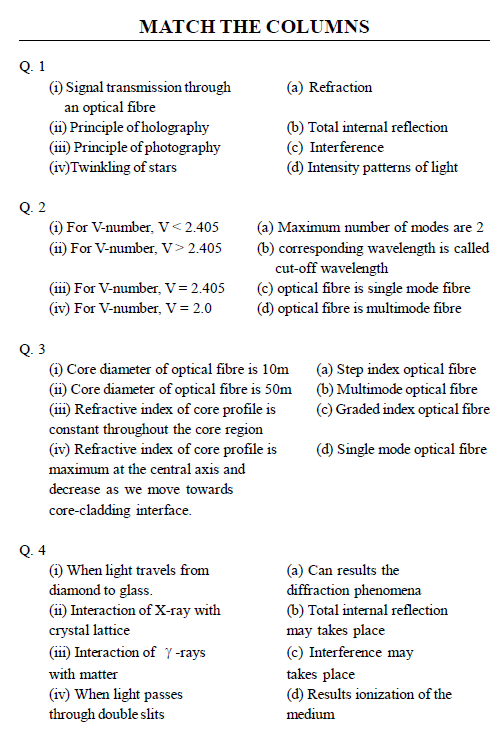 MATCH THE COLUMNS
Q. 1
(i) Signal transmission through (a) Refraction
an optical fibre
(ii) Principle of holography (b) Total internal reflection
(iii) Principle of photography (c) Interference
(iv)Twinkling of stars (d) Intensity patterns of light
Q. 2
(i) For V-number, V < 2.405 (a) Maximum number of modes are 2
(ii) For V-number, V > 2.405 (b) corresponding wavelength is called
cut-off wavelength
(iii) For V-number, V = 2.405 (c) optical fibre is single mode fibre
(iv) For V-number, V = 2.0 (d) optical fibre is multimode fibre
Q. 3
(i) Core diameter of optical fibre is 10m (a) Step index optical fibre
(ii) Core diameter of optical fibre is 50m (b) Multimode optical fibre
(iii) Refractive index of core profile is (c) Graded index optical fibre
constant throughout the core region
(iv) Refractive index of core profile is (d) Single mode optical fibre
maximum at the central axis and
decrease as we move towards
core-cladding interface.
Q. 4
(i) When light travels from (a) Can results the
diamond to glass. diffraction phenomena
(ii) Interaction of X-ray with (b) Total internal reflection
crystal lattice may takes place
(iii) Interaction of γ-rays (c) Interference may
with matter takes place
(iv) When light passes (d) Results ionization of the
through double slits medium